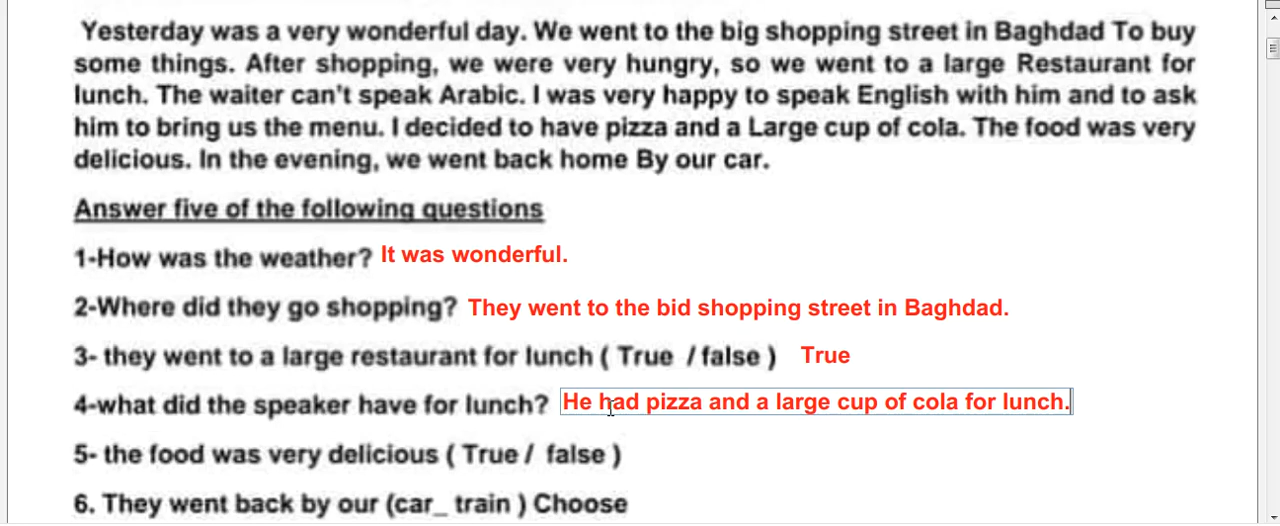 Yesterday was a very wonderful day. We went to the big shopping street in Baghdad To buy
some things. After shopping, we were very hungry, so we went to a large Restaurant for
lunch. The waiter can't speak Arabic. I was very happy to speak English with him and to ask
him to bring us the menu. I decided to have pizza and a Large cup of cola. The food was very
delicious. In the evening, we went back home By our car.
Answer five of the following questions
1-How was the weather? It was wonderful.
2-Where did they go shopping? They went to the bid shopping street in Baghdad.
3- they went to a large restaurant for lunch ( True / false ) True
4-what did the speaker have for lunch? He had pizza and a large cup of cola for lunch.
5- the food was very delicious ( True / false )
6. They went back by our (car_ train ) Choose